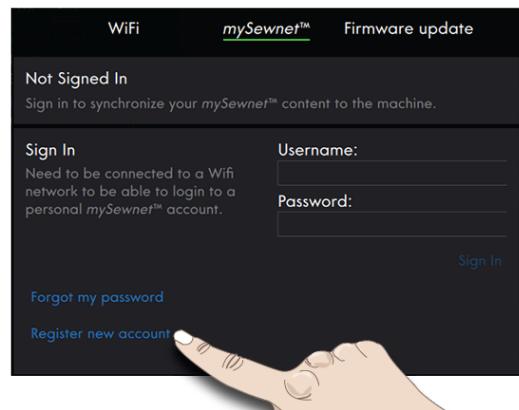 WiFi mySewnet™ Firmware update
Not Signed In
Sign in to synchronize your mySewnet™ content to the machine.
Sign In
Need to be connected to a Wifi
network to be able to login to a
personal mySewnet™ account.
Username:
Password:
Sign In
Forgot my password
Register new account